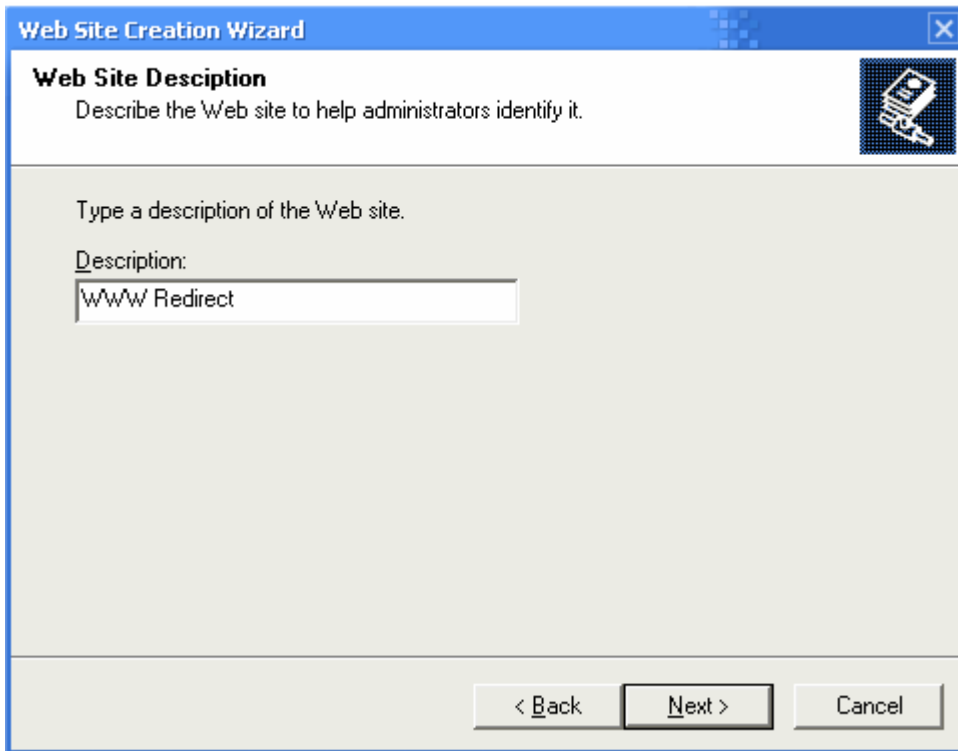 Web Site Creation Wizard
Web Site Desciption
Describe the Web site to help administrators identify it.
Type a description of the Web site.
Description:
WWW Redirect
< Back Next > Cancel